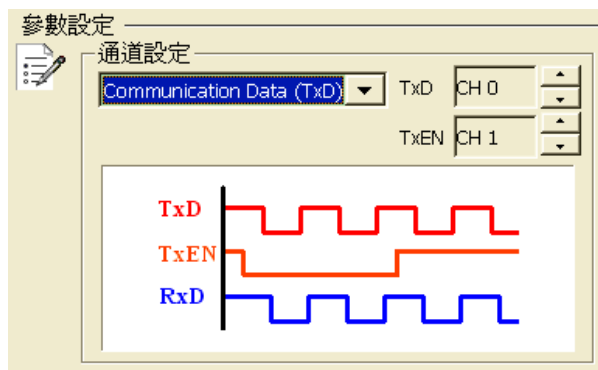 參數設定
通道設定
Communication Data (TxD) TxD CH 0
TxEN CH 1
TxD
TxEN
RxD